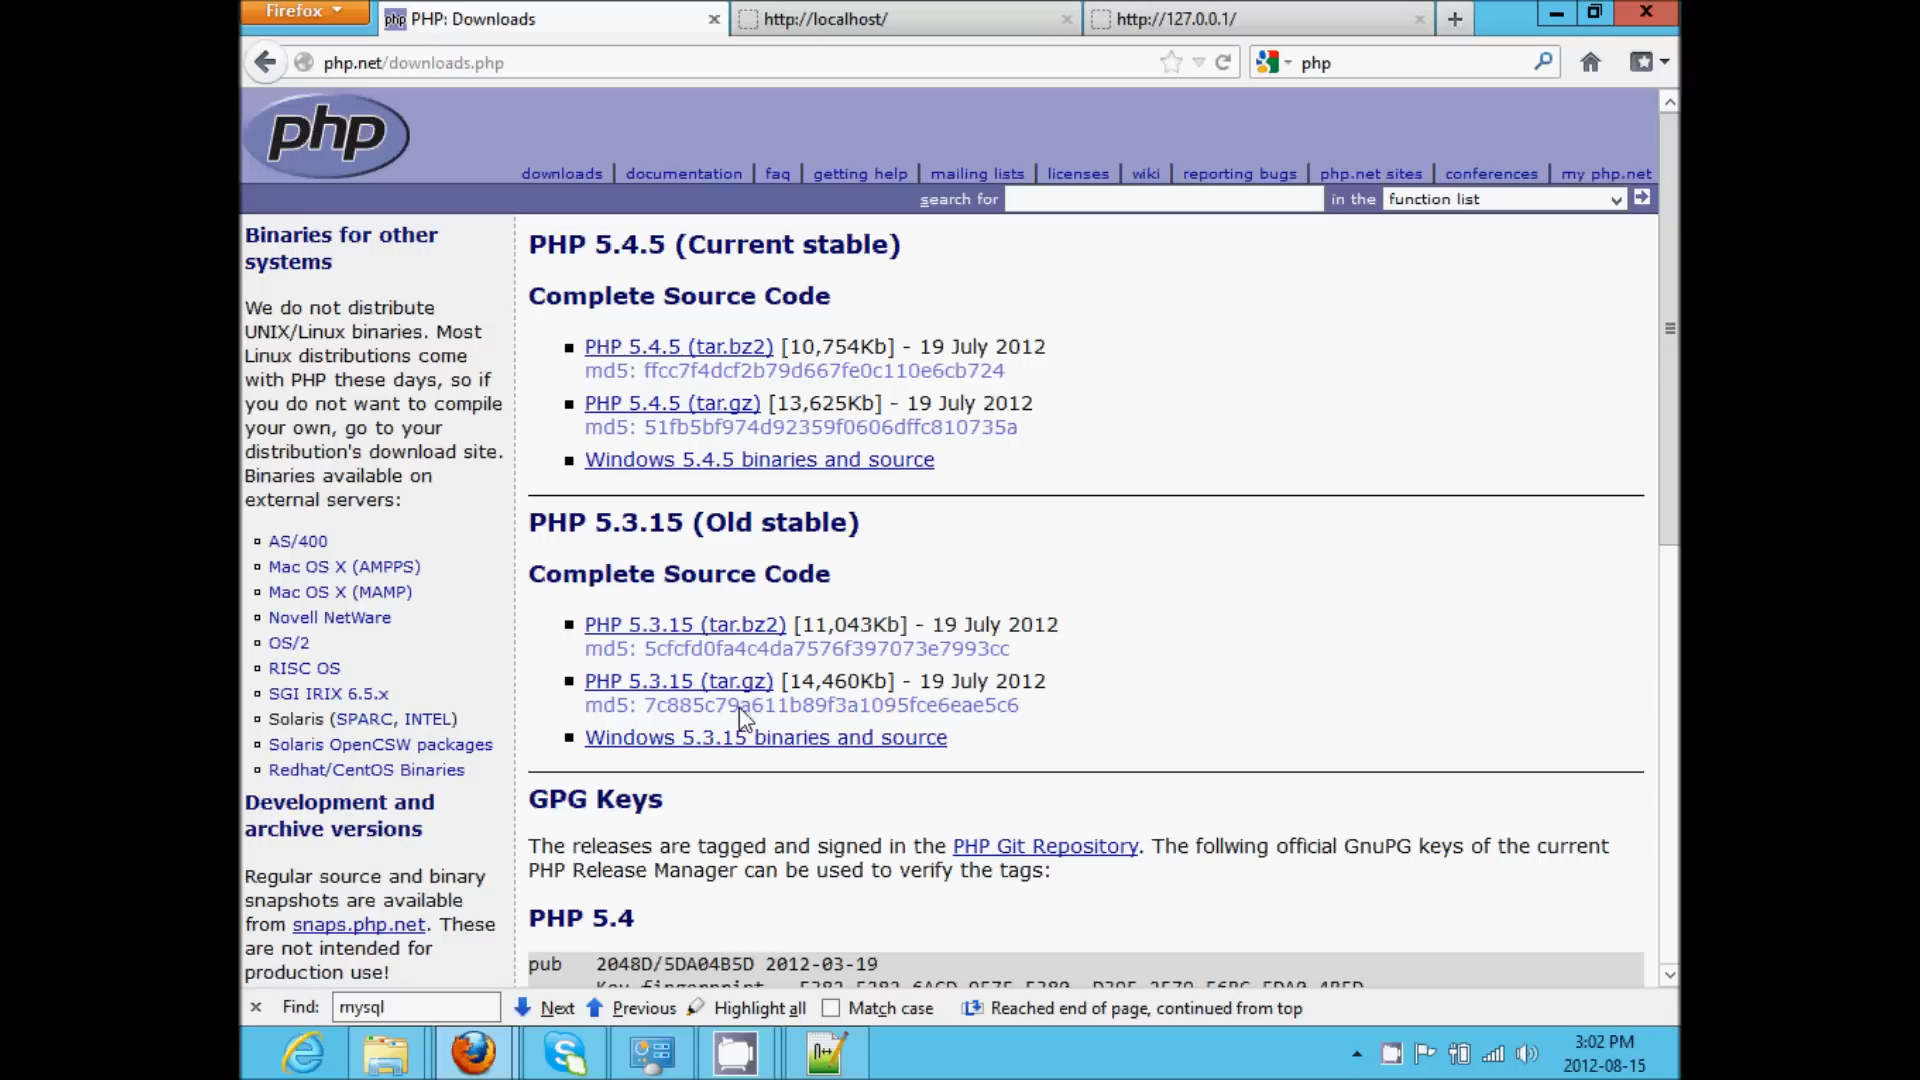 Firefox
php PHP: Downloads
http://localhost/
http://127.0.0.1/
php.net/downloads.php
php
php
downloads | documentation | faq | getting help | mailing lists | licenses | wiki | reporting bugs | php.net sites | conferences | my php.net
search for in the function list
Binaries for other
systems
We do not distribute
UNIX/Linux binaries. Most
Linux distributions come
with PHP these days, so if
you do not want to compile
your own, go to your
distribution's download site.
Binaries available on
external servers:
AS/400
Mac OS X (AMPPS)
Mac OS X (MAMP)
Novell NetWare
OS/2
RISC OS
SGI IRIX 6.5.x
Solaris (SPARC, INTEL)
Solaris OpenCSW packages
Redhat/CentOS Binaries
Development and
archive versions
Regular source and binary
snapshots are available
from snaps.php.net. These
are not intended for
production use!
PHP 5.4.5 (Current stable)
Complete Source Code
PHP 5.4.5 (tar.bz2) [10,754Kb] - 19 July 2012
md5: ffcc7f4dcf2b79d667fe0c110e6cb724
PHP 5.4.5 (tar.gz) [13,625Kb] - 19 July 2012
md5: 51fb5bf974d92359f0606dffc810735a
Windows 5.4.5 binaries and source
PHP 5.3.15 (Old stable)
Complete Source Code
PHP 5.3.15 (tar.bz2) [11,043Kb] - 19 July 2012
md5: 5cfcfd0fa4c4da7576f397073e7993cc
PHP 5.3.15 (tar.gz) [14,460Kb] - 19 July 2012
md5: 7c885c79a611b89f3a1095fce6eae5c6
Windows 5.3.15 binaries and source
GPG Keys
The releases are tagged and signed in the PHP Git Repository. The follwing official GnuPG keys of the current
PHP Release Manager can be used to verify the tags:
PHP 5.4
pub 2048D/5DA04B5D 2012-03-19
Find: mysql Next Previous Highlight all Match case Reached end of page, continued from top
3:02 PM
2012-08-15